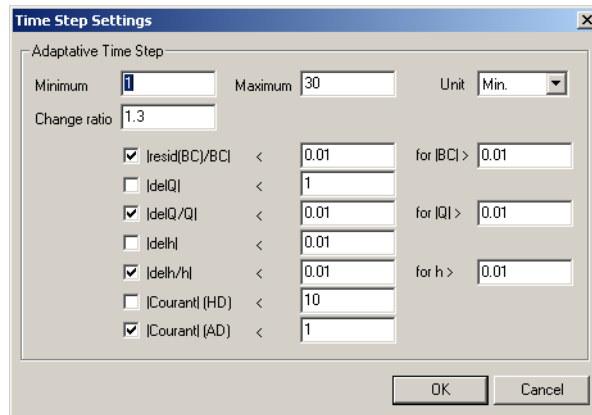 Time Step Settings
Adaptative Time Step
Minimum 1 Maximum 30 Unit Min.
Change ratio 1.3
|resid(BC)/BC| < 0.01 for |BC| > 0.01
|delQ| < 1
|delQ/Q| < 0.01 for |Q| > 0.01
|delh| < 0.01
|delh/h| < 0.01 for h > 0.01
|Courant| (HD) < 10
|Courant| (AD) < 1
OK Cancel